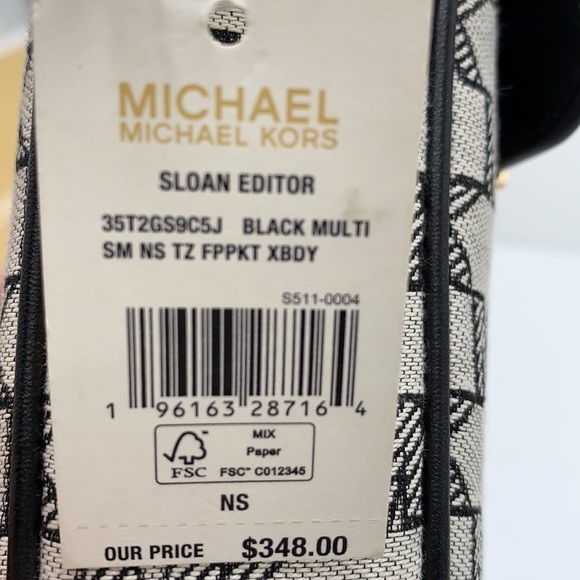 MICHAEL
MICHAEL KORS
SLOAN EDITOR
35T2GS9C5J BLACK MULTI
SM NS TZ FPPKT XBDY
S511-0004
1 96163 28716 4
FSC
MIX
Paper
FSC™ C012345
NS
OUR PRICE $348.00